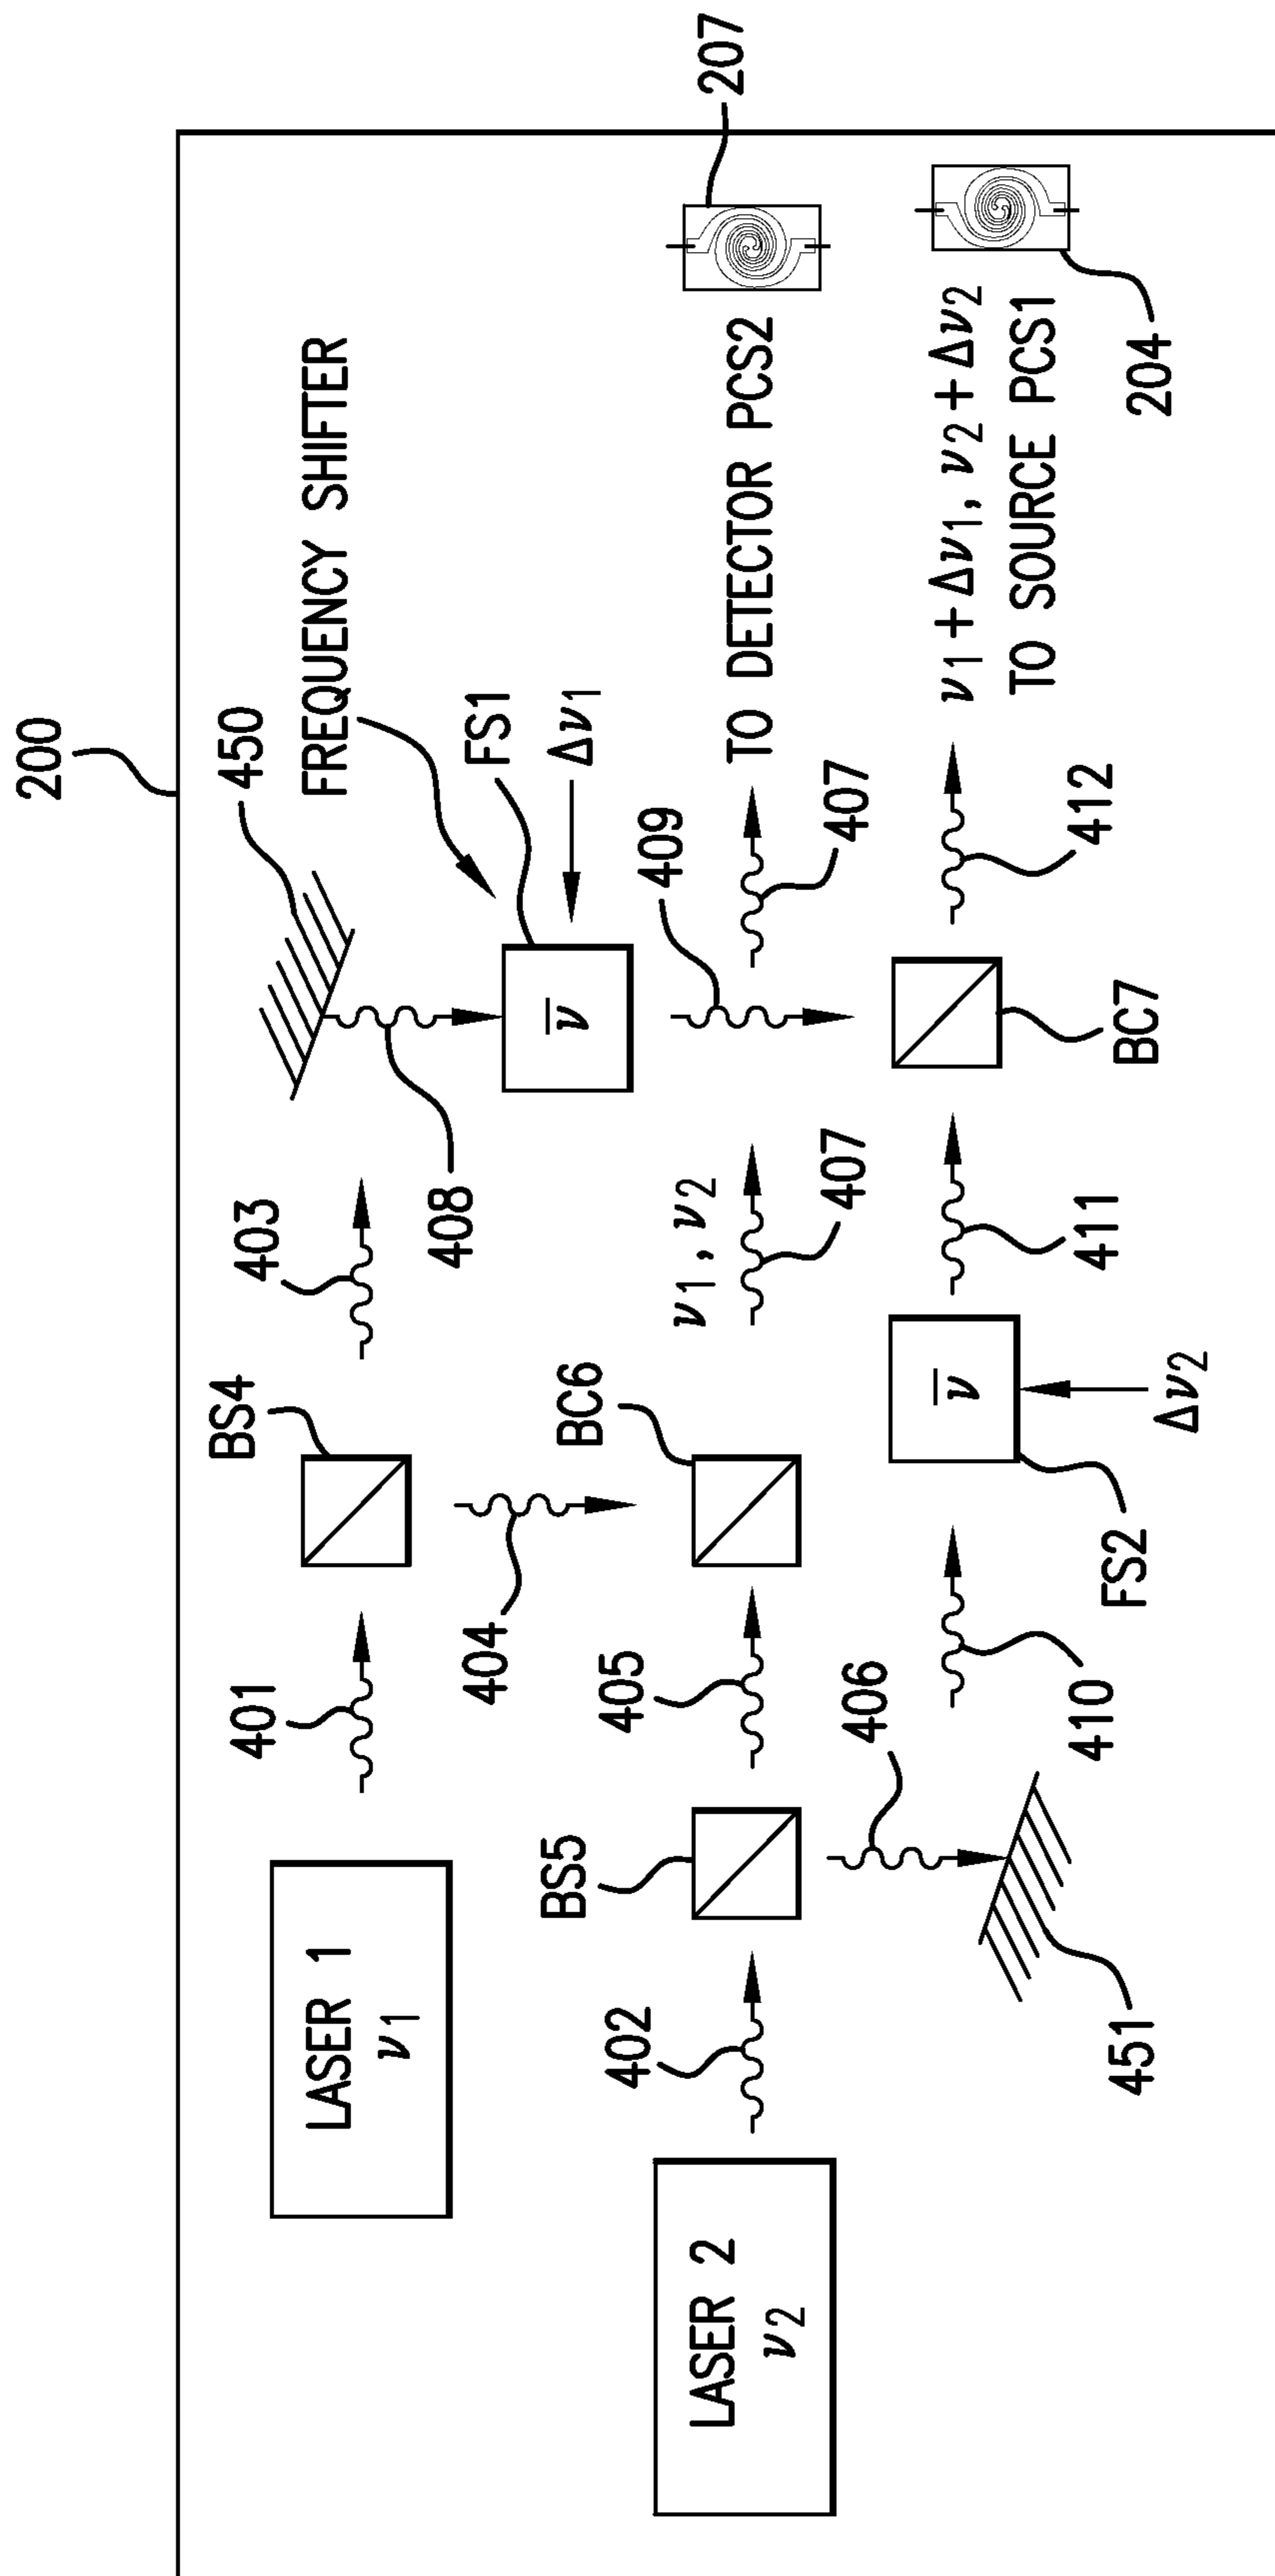 200
FREQUENCY SHIFTER
450
403
BS4
401
LASER 1
ν1
408
FS1
Δν1
404
409
207
BC6
ν1, ν2
407
407
TO DETECTOR PCS2
405
BS5
402
LASER 2
ν2
406
ν̅
ν̅
ν1 + Δν1, ν2 + Δν2
TO SOURCE PCS1
204
412
BC7
411
Δν2
FS2
410
451